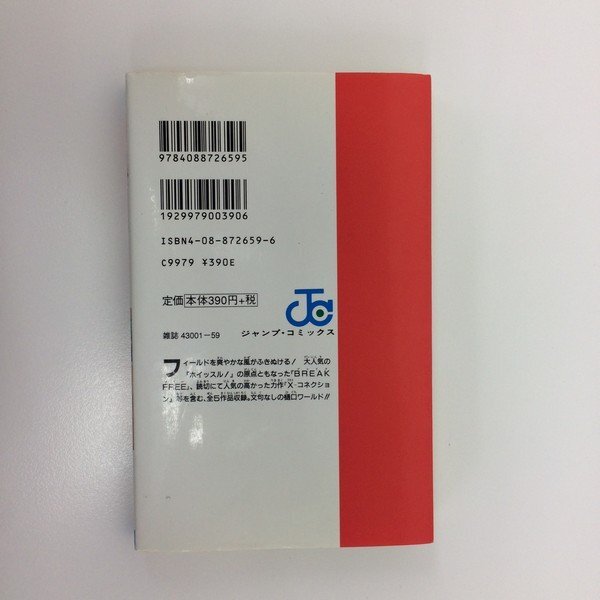 9784088726595
1929979003906
ISBN4-08-872659-6
C9979 ¥390E
定価 本体390円+税
JC
ジャンプ・コミックス
雑誌 43001-59
フィールドを爽やかな風がふきぬける! 大人気の
「ホイッスル!」の原点ともなった「BREAK
FREE」、読切にて人気の高かった力作「X-コネクショ
ン」等を含む、全5作品収録。文句なしの樋口ワールド!!